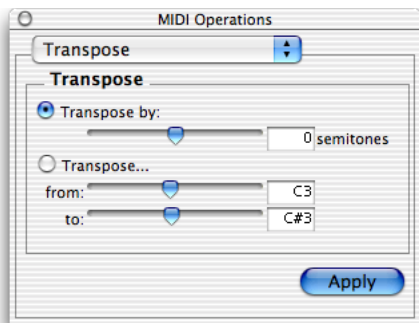 MIDI Operations
Transpose
Transpose
Transpose by:
0 semitones
Transpose...
from: C3
to: C#3
Apply